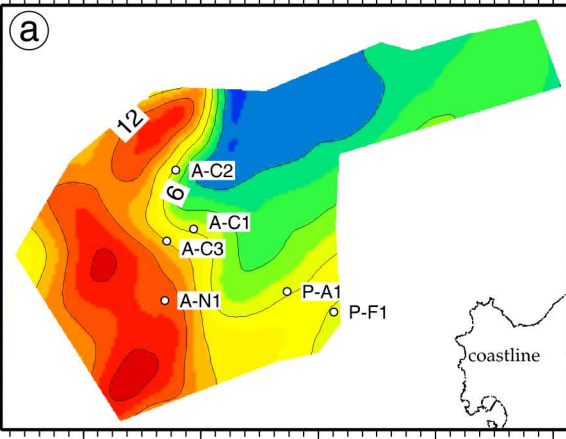 a
12
A-C2
6
A-C1
A-C3
P-A1
A-N1
P-F1
coastline